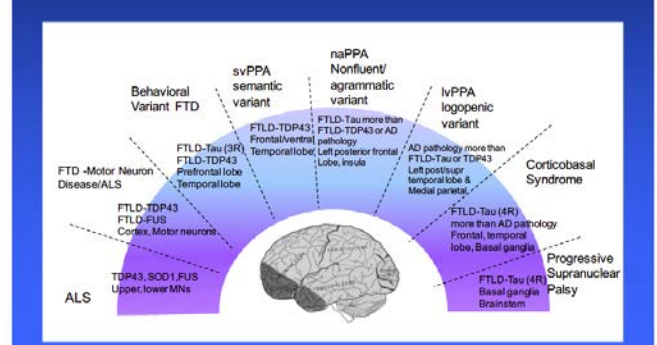 naPPA
Nonfluent/
agrammatic
variant
svPPA
semantic
variant
lvPPA
logopenic
variant
Behavioral
Variant FTD
FTLD-TDP43
Frontal/ventral
Temporal lobe
FTLD-Tau more than
FTLD-TDP43 or AD
pathology
Left posterior frontal
Lobe, insula
FTLD-Tau (3R)
FTLD-TDP43
Prefrontal lobe
Temporal lobe
AD pathology more than
FTLD-Tau or TDP43
Left post/supr
temporal lobe &
Medial parietal,
Corticobasal
Syndrome
FTD -Motor Neuron
Disease/ALS
FTLD-TDP43
FTLD-FUS
Cortex, Motor neurons
FTLD-Tau (4R)
more than AD pathology
Frontal, temporal
lobe, Basal ganglia
Progressive
Supranuclear
Palsy
ALS
TDP43, SOD1,FUS
Upper, lower MNs
FTLD-Tau (4R)
Basal ganglia
Brainstem